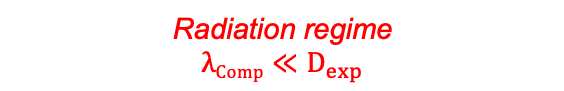 Radiation regime
λComp ≪ Dexp